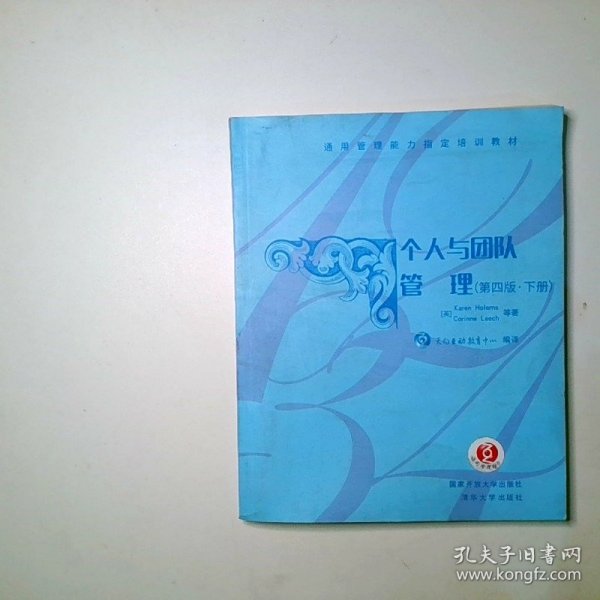 通用管理能力指定培训教材
个人与团队
管 理(第四版·下册)
[英] Karen Holems
Corinne Leech 等著
天向互动教育中心 编译
国家开放大学出版社
清华大学出版社
孔夫子旧书网
www.kongfz.com